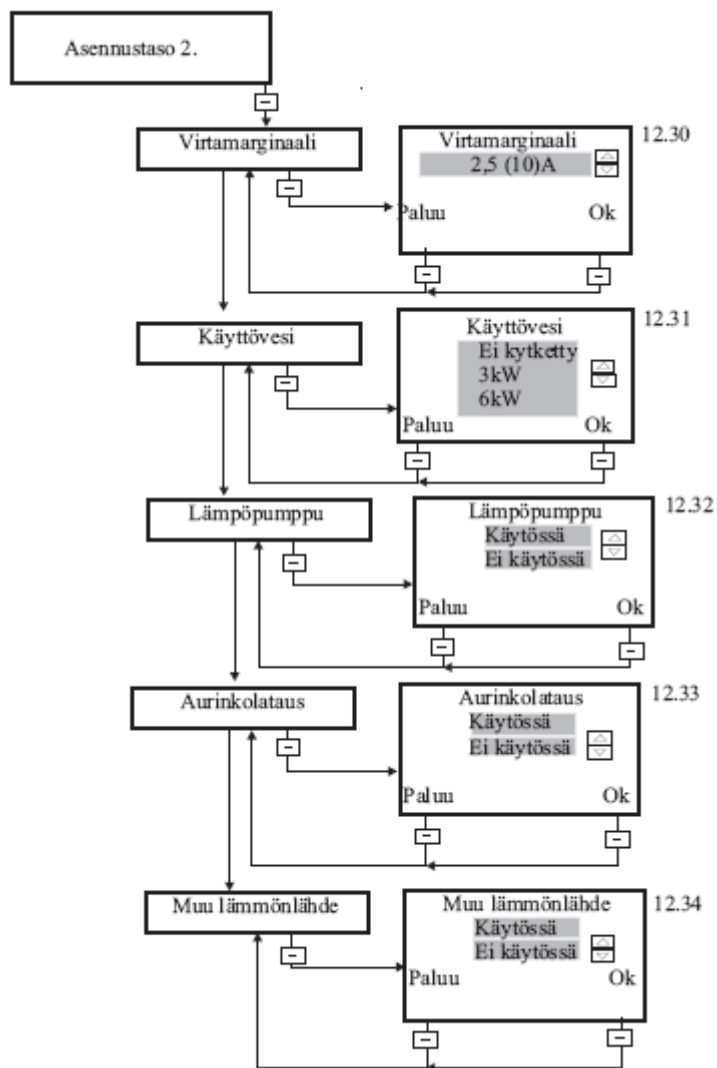 Asennustaso 2.
Virtamarginaali
Virtamarginaali
2,5 (10)A
Paluu Ok
12.30
Käyttövesi
Käyttövesi
Ei kytketty
3kW
6kW
Paluu Ok
12.31
Lämpöpumppu
Lämpöpumppu
Käytössä
Ei käytössä
Paluu Ok
12.32
Aurinkolataus
Aurinkolataus
Käytössä
Ei käytössä
Paluu Ok
12.33
Muu lämmönlähde
Muu lämmönlähde
Käytössä
Ei käytössä
Paluu Ok
12.34